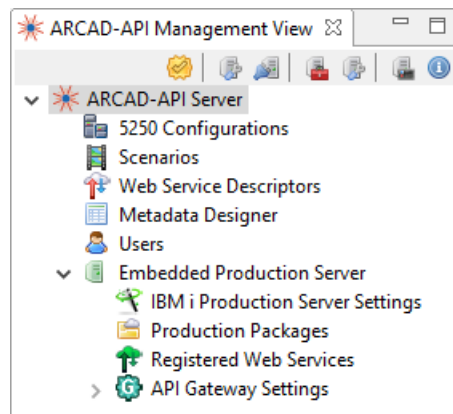 ARCAD-API Management View
ARCAD-API Server
5250 Configurations
Scenarios
Web Service Descriptors
Metadata Designer
Users
Embedded Production Server
IBM i Production Server Settings
Production Packages
Registered Web Services
G API Gateway Settings